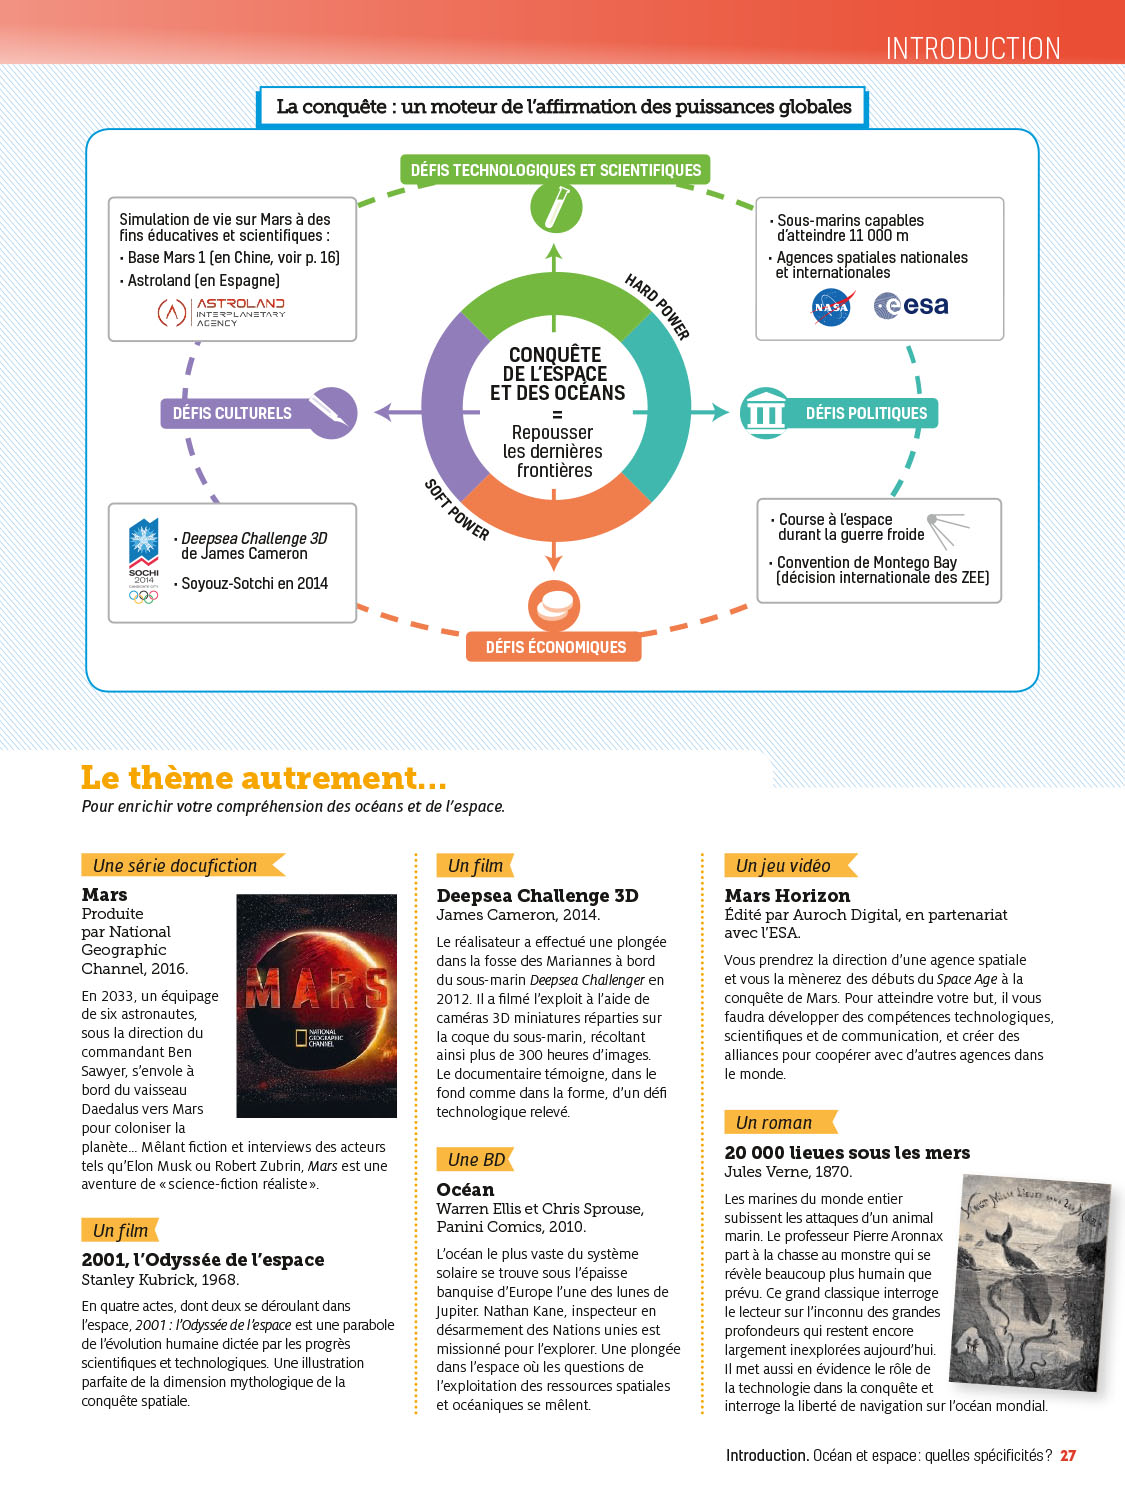 INTRODUCTION
La conquête : un moteur de l'affirmation des puissances globales
DÉFIS TECHNOLOGIQUES ET SCIENTIFIQUES
Simulation de vie sur Mars à des
fins éducatives et scientifiques :
• Base Mars 1 (en Chine, voir p. 16)
• Astroland (en Espagne)
ASTROLAND
INTERPLANETARY
AGENCY
• Sous-marins capables
d'atteindre 11 000 m
• Agences spatiales nationales
et internationales
NASA
esa
HARD POWER
CONQUÊTE
DE L'ESPACE
ET DES OCÉANS
=
Repousser
les dernières
frontières
DÉFIS CULTURELS
DÉFIS POLITIQUES
SOFT POWER
SOCHI
2014
CANDIDATE CITY
• Deepsea Challenge 3D
de James Cameron
• Soyouz-Sotchi en 2014
• Course à l'espace
durant la guerre froide
• Convention de Montego Bay
(décision internationale des ZEE)
DÉFIS ÉCONOMIQUES
Le thème autrement...
Pour enrichir votre compréhension des océans et de l'espace.
Une série docufiction
Mars
Produite
par National
Geographic
Channel, 2016.
En 2033, un équipage
de six astronautes,
sous la direction du
commandant Ben
Sawyer, s'envole à
bord du vaisseau
Daedalus vers Mars
pour coloniser la
planète... Mêlant fiction et interviews des acteurs
tels qu'Elon Musk ou Robert Zubrin, Mars est une
aventure de « science-fiction réaliste ».
MARS
NATIONAL
GEOGRAPHIC
CHANNEL
Un film
2001, l'Odyssée de l'espace
Stanley Kubrick, 1968.
En quatre actes, dont deux se déroulant dans
l'espace, 2001 : l'Odyssée de l'espace est une parabole
de l'évolution humaine dictée par les progrès
scientifiques et technologiques. Une illustration
parfaite de la dimension mythologique de la
conquête spatiale.
Un film
Deepsea Challenge 3D
James Cameron, 2014.
Le réalisateur a effectué une plongée
dans la fosse des Mariannes à bord
du sous-marin Deepsea Challenger en
2012. Il a filmé l'exploit à l'aide de
caméras 3D miniatures réparties sur
la coque du sous-marin, récoltant
ainsi plus de 300 heures d'images.
Le documentaire témoigne, dans le
fond comme dans la forme, d'un défi
technologique relevé.
Une BD
Océan
Warren Ellis et Chris Sprouse,
Panini Comics, 2010.
L'océan le plus vaste du système
solaire se trouve sous l'épaisse
banquise d'Europe l'une des lunes de
Jupiter. Nathan Kane, inspecteur en
désarmement des Nations unies est
missionné pour l'explorer. Une plongée
dans l'espace où les questions de
l'exploitation des ressources spatiales
et océaniques se mêlent.
Un jeu vidéo
Mars Horizon
Édité par Auroch Digital, en partenariat
avec l'ESA.
Vous prendrez la direction d'une agence spatiale
et vous la mènerez des débuts du Space Age à la
conquête de Mars. Pour atteindre votre but, il vous
faudra développer des compétences technologiques,
scientifiques et de communication, et créer des
alliances pour coopérer avec d'autres agences dans
le monde.
Un roman
20 000 lieues sous les mers
Jules Verne, 1870.
Les marines du monde entier
subissent les attaques d'un animal
marin. Le professeur Pierre Aronnax
part à la chasse au monstre qui se
révèle beaucoup plus humain que
prévu. Ce grand classique interroge
le lecteur sur l'inconnu des grandes
profondeurs qui restent encore
largement inexplorées aujourd'hui.
Il met aussi en évidence le rôle de
la technologie dans la conquête et
interroge la liberté de navigation sur l'océan mondial.
Introduction. Océan et espace : quelles spécificités ? 27